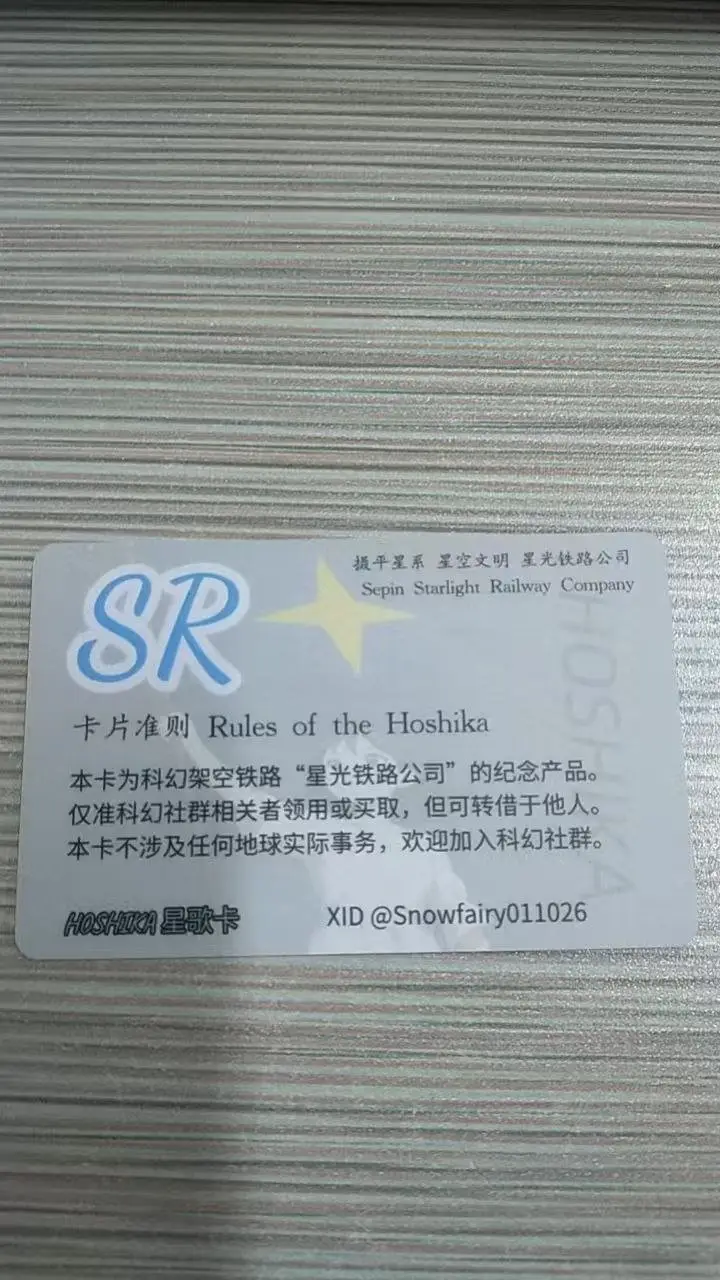 SR
摄平星系 星空文明 星光铁路公司
Sepin Starlight Railway Company
卡片准则 Rules of the Hoshika
本卡为科幻架空铁路“星光铁路公司”的纪念产品。
仅准科幻社群相关者领用或买取，但可转借于他人。
本卡不涉及任何地球实际事务，欢迎加入科幻社群。
HOSHIKA
HOSHIKA 星歌卡
XID @Snowfairy011026